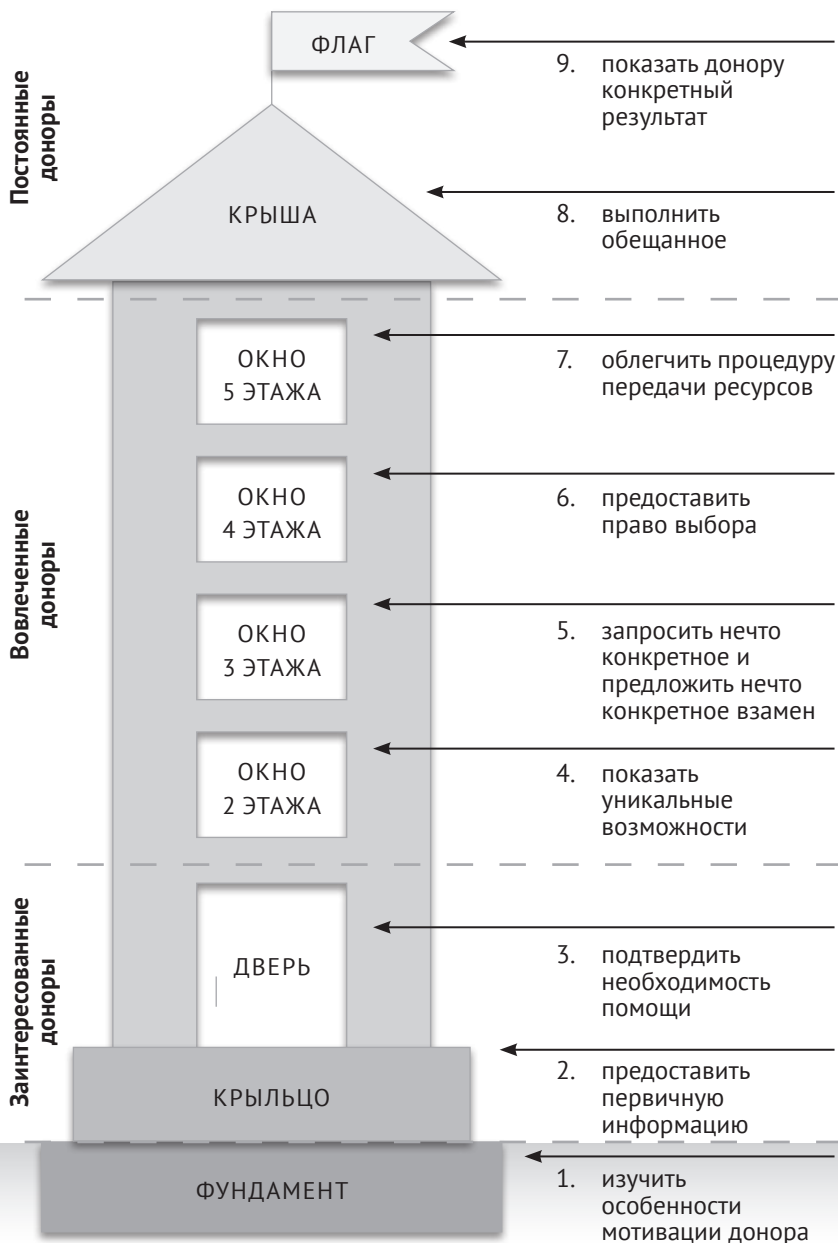 ФЛАГ
9. показать донору
конкретный
результат
Постоянные
доноры
КРЫША
8. выполнить
обещанное
ОКНО
5 ЭТАЖА
7. облегчить процедуру
передачи ресурсов
ОКНО
4 ЭТАЖА
6. предоставить
право выбора
Вовлеченные
доноры
ОКНО
3 ЭТАЖА
5. запросить нечто
конкретное и
предложить нечто
конкретное взамен
ОКНО
2 ЭТАЖА
4. показать
уникальные
возможности
Заинтересованные
доноры
ДВЕРЬ
3. подтвердить
необходимость
помощи
КРЫЛЬЦО
2. предоставить
первичную
информацию
ФУНДАМЕНТ
1. изучить
особенности
мотивации донора